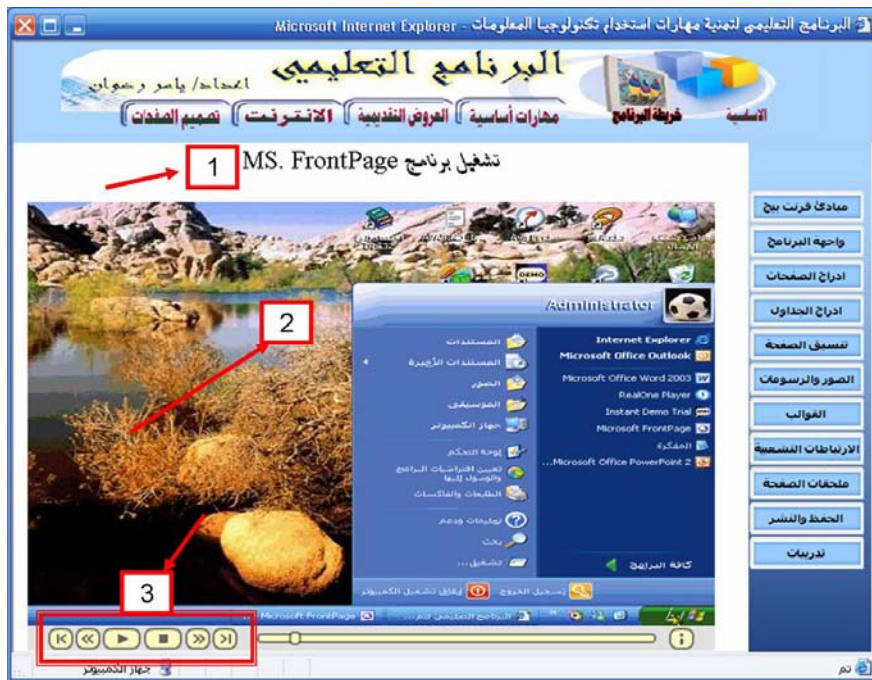 البرنامج التعليمي لتمنية مهارات استخدام تكنولوجيا المعلومات - Microsoft Internet Explorer
البرنامج التعليمى
اعداد/ ياسر رضوان
الاساسية
خريطة البرنامج
مهارات أساسية
العروض التقديمية
الانترنت
تصميم الصفحات
تشغيل برنامج MS. FrontPage
1
مبادئ فرنت بيج
واجهة البرنامج
ادراج الصفحات
ادراج الجداول
تنسيق الصفحة
الصور والرسومات
القوالب
الارتباطات التشعبية
ملحقات الصفحة
الحفظ والنشر
تدريبات
DEMO
2
Administrator
Internet Explorer
Microsoft Office Outlook
Microsoft Office Word 2003
RealOne Player
Instant Demo Trial
Microsoft FrontPage
المفكرة
Microsoft Office PowerPoint 2...
كافة البرامج
المستندات
المستندات الأخيرة
الصور
الموسيقى
جهاز الكمبيوتر
لوحة التحكم
تعيين افتراضيات البرامج
والوصول إليها
الطابعات والفاكسات
تعليمات ودعم
بحث
تشغيل...
تسجيل الخروج
إيقاف تشغيل الكمبيوتر
3
البرنامج التعليمي لتم...
Microsoft FrontPage
تم
جهاز الكمبيوتر